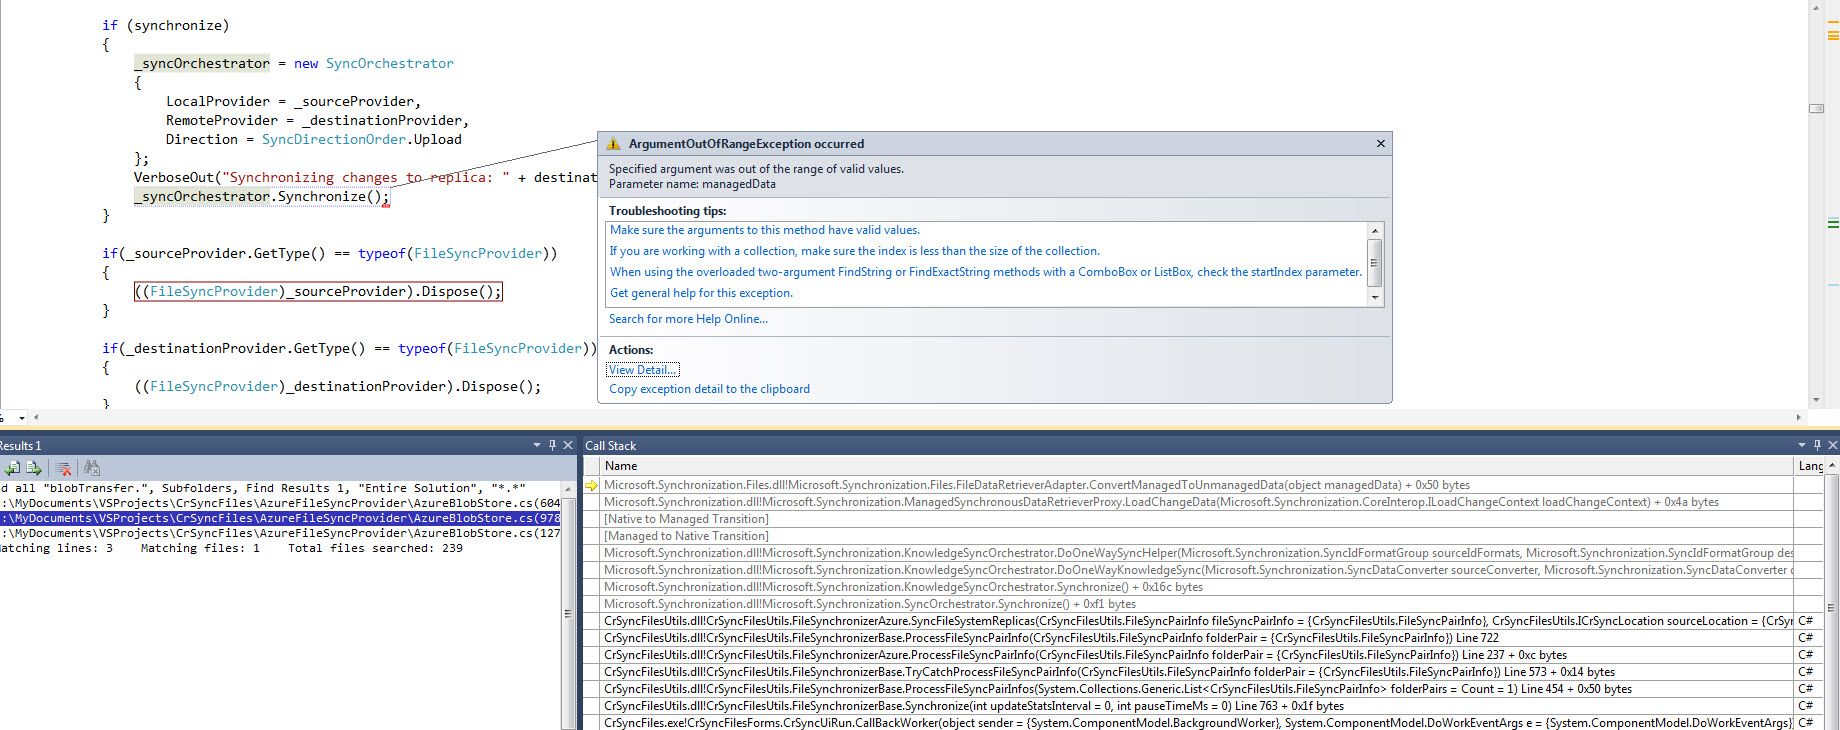 if (synchronize)
{
_syncOrchestrator = new SyncOrchestrator
{
LocalProvider = _sourceProvider,
RemoteProvider = _destinationProvider,
Direction = SyncDirectionOrder.Upload
};
VerboseOut("Synchronizing changes to replica: " + destinat
_syncOrchestrator.Synchronize();
}
if(_sourceProvider.GetType() == typeof(FileSyncProvider))
{
((FileSyncProvider)_sourceProvider).Dispose();
}
if(_destinationProvider.GetType() == typeof(FileSyncProvider))
{
((FileSyncProvider)_destinationProvider).Dispose();
}
ArgumentOutOfRangeException occurred
Specified argument was out of the range of valid values.
Parameter name: managedData
Troubleshooting tips:
Make sure the arguments to this method have valid values.
If you are working with a collection, make sure the index is less than the size of the collection.
When using the overloaded two-argument FindString or FindExactString methods with a ComboBox or ListBox, check the startIndex parameter.
Get general help for this exception.
Search for more Help Online...
Actions:
View Detail...
Copy exception detail to the clipboard
%
Results 1
d all "blobTransfer.", Subfolders, Find Results 1, "Entire Solution", "*.*"
:\MyDocuments\VSProjects\CrSyncFiles\AzureFileSyncProvider\AzureBlobStore.cs(604
:\MyDocuments\VSProjects\CrSyncFiles\AzureFileSyncProvider\AzureBlobStore.cs(978
:\MyDocuments\VSProjects\CrSyncFiles\AzureFileSyncProvider\AzureBlobStore.cs(127
atching lines: 3 Matching files: 1 Total files searched: 239
Call Stack
Name Lang
Microsoft.Synchronization.Files.dll!Microsoft.Synchronization.Files.FileDataRetrieverAdapter.ConvertManagedToUnmanagedData(object managedData) + 0x50 bytes
Microsoft.Synchronization.dll!Microsoft.Synchronization.ManagedSynchronousDataRetrieverProxy.LoadChangeData(Microsoft.Synchronization.CoreInterop.ILoadChangeContext loadChangeContext) + 0x4a bytes
[Native to Managed Transition]
[Managed to Native Transition]
Microsoft.Synchronization.dll!Microsoft.Synchronization.KnowledgeSyncOrchestrator.DoOneWaySyncHelper(Microsoft.Synchronization.SyncIdFormatGroup sourceIdFormats, Microsoft.Synchronization.SyncIdFormatGroup des
Microsoft.Synchronization.dll!Microsoft.Synchronization.KnowledgeSyncOrchestrator.DoOneWayKnowledgeSync(Microsoft.Synchronization.SyncDataConverter sourceConverter, Microsoft.Synchronization.SyncDataConverter c
Microsoft.Synchronization.dll!Microsoft.Synchronization.KnowledgeSyncOrchestrator.Synchronize() + 0x16c bytes
Microsoft.Synchronization.dll!Microsoft.Synchronization.SyncOrchestrator.Synchronize() + 0xf1 bytes
CrSyncFilesUtils.dll!CrSyncFilesUtils.FileSynchronizerAzure.SyncFileSystemReplicas(CrSyncFilesUtils.FileSyncPairInfo fileSyncPairInfo = {CrSyncFilesUtils.FileSyncPairInfo}, CrSyncFilesUtils.ICrSyncLocation sourceLocation = {CrSyn C#
CrSyncFilesUtils.dll!CrSyncFilesUtils.FileSynchronizerBase.ProcessFileSyncPairInfo(CrSyncFilesUtils.FileSyncPairInfo folderPair = {CrSyncFilesUtils.FileSyncPairInfo}) Line 722 C#
CrSyncFilesUtils.dll!CrSyncFilesUtils.FileSynchronizerAzure.ProcessFileSyncPairInfo(CrSyncFilesUtils.FileSyncPairInfo folderPair = {CrSyncFilesUtils.FileSyncPairInfo}) Line 237 + 0xc bytes C#
CrSyncFilesUtils.dll!CrSyncFilesUtils.FileSynchronizerBase.TryCatchProcessFileSyncPairInfo(CrSyncFilesUtils.FileSyncPairInfo folderPair = {CrSyncFilesUtils.FileSyncPairInfo}) Line 573 + 0x14 bytes C#
CrSyncFilesUtils.dll!CrSyncFilesUtils.FileSynchronizerBase.ProcessFileSyncPairInfos(System.Collections.Generic.List<CrSyncFilesUtils.FileSyncPairInfo> folderPairs = Count = 1) Line 454 + 0x50 bytes C#
CrSyncFilesUtils.dll!CrSyncFilesUtils.FileSynchronizerBase.Synchronize(int updateStatsInterval = 0, int pauseTimeMs = 0) Line 763 + 0x1f bytes C#
CrSyncFiles.exe!CrSyncFilesForms.CrSyncUiRun.CallBackWorker(object sender = {System.ComponentModel.BackgroundWorker}, System.ComponentModel.DoWorkEventArgs e = {System.ComponentModel.DoWorkEventArgs} C#